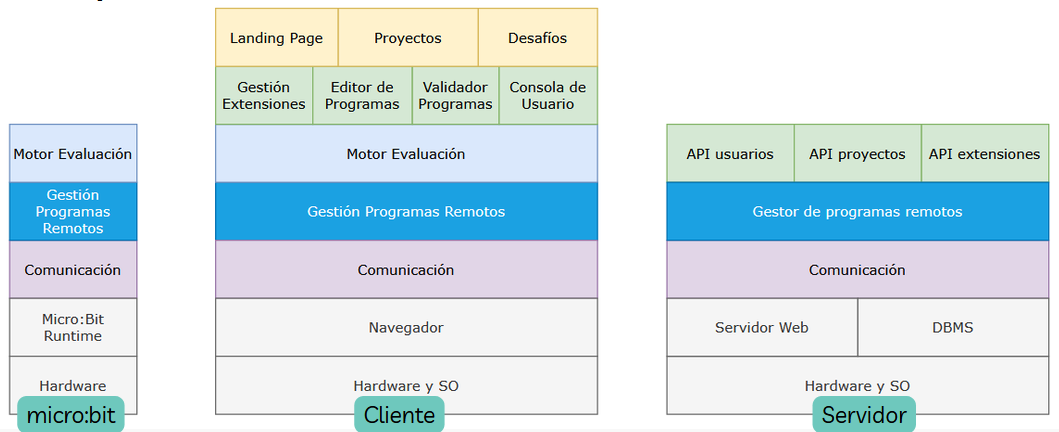 Landing Page
Proyectos
Desafíos
Gestión
Extensiones
Editor de
Programas
Validador
Programas
Consola de
Usuario
Motor Evaluación
Motor Evaluación
API usuarios
API proyectos
API extensiones
Gestión
Programas
Remotos
Gestión Programas Remotos
Gestor de programas remotos
Comunicación
Comunicación
Comunicación
Micro:Bit
Runtime
Navegador
Servidor Web
DBMS
Hardware
Hardware y SO
Hardware y SO
micro:bit
Cliente
Servidor